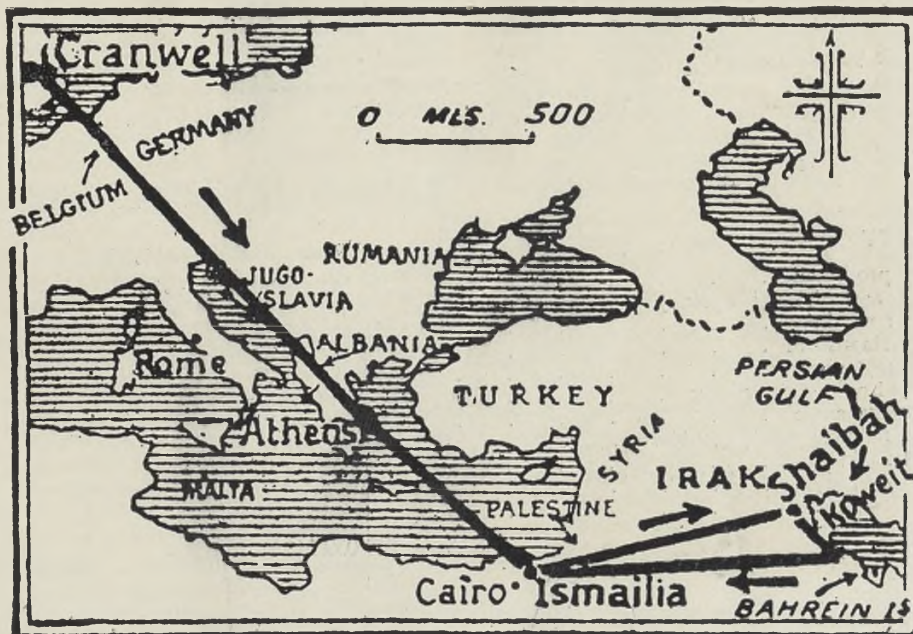 Cranwell
0 MLS. 500
GERMANY
BELGIUM
RUMANIA
JUGO-
SLAVIA
ALBANIA
Rome
PERSIAN
GULF
TURKEY
Athens
SYRIA
Shaibah
IRAK
Koweit
MALTA
PALESTINE
Cairo Ismailia
BAHREIN IS